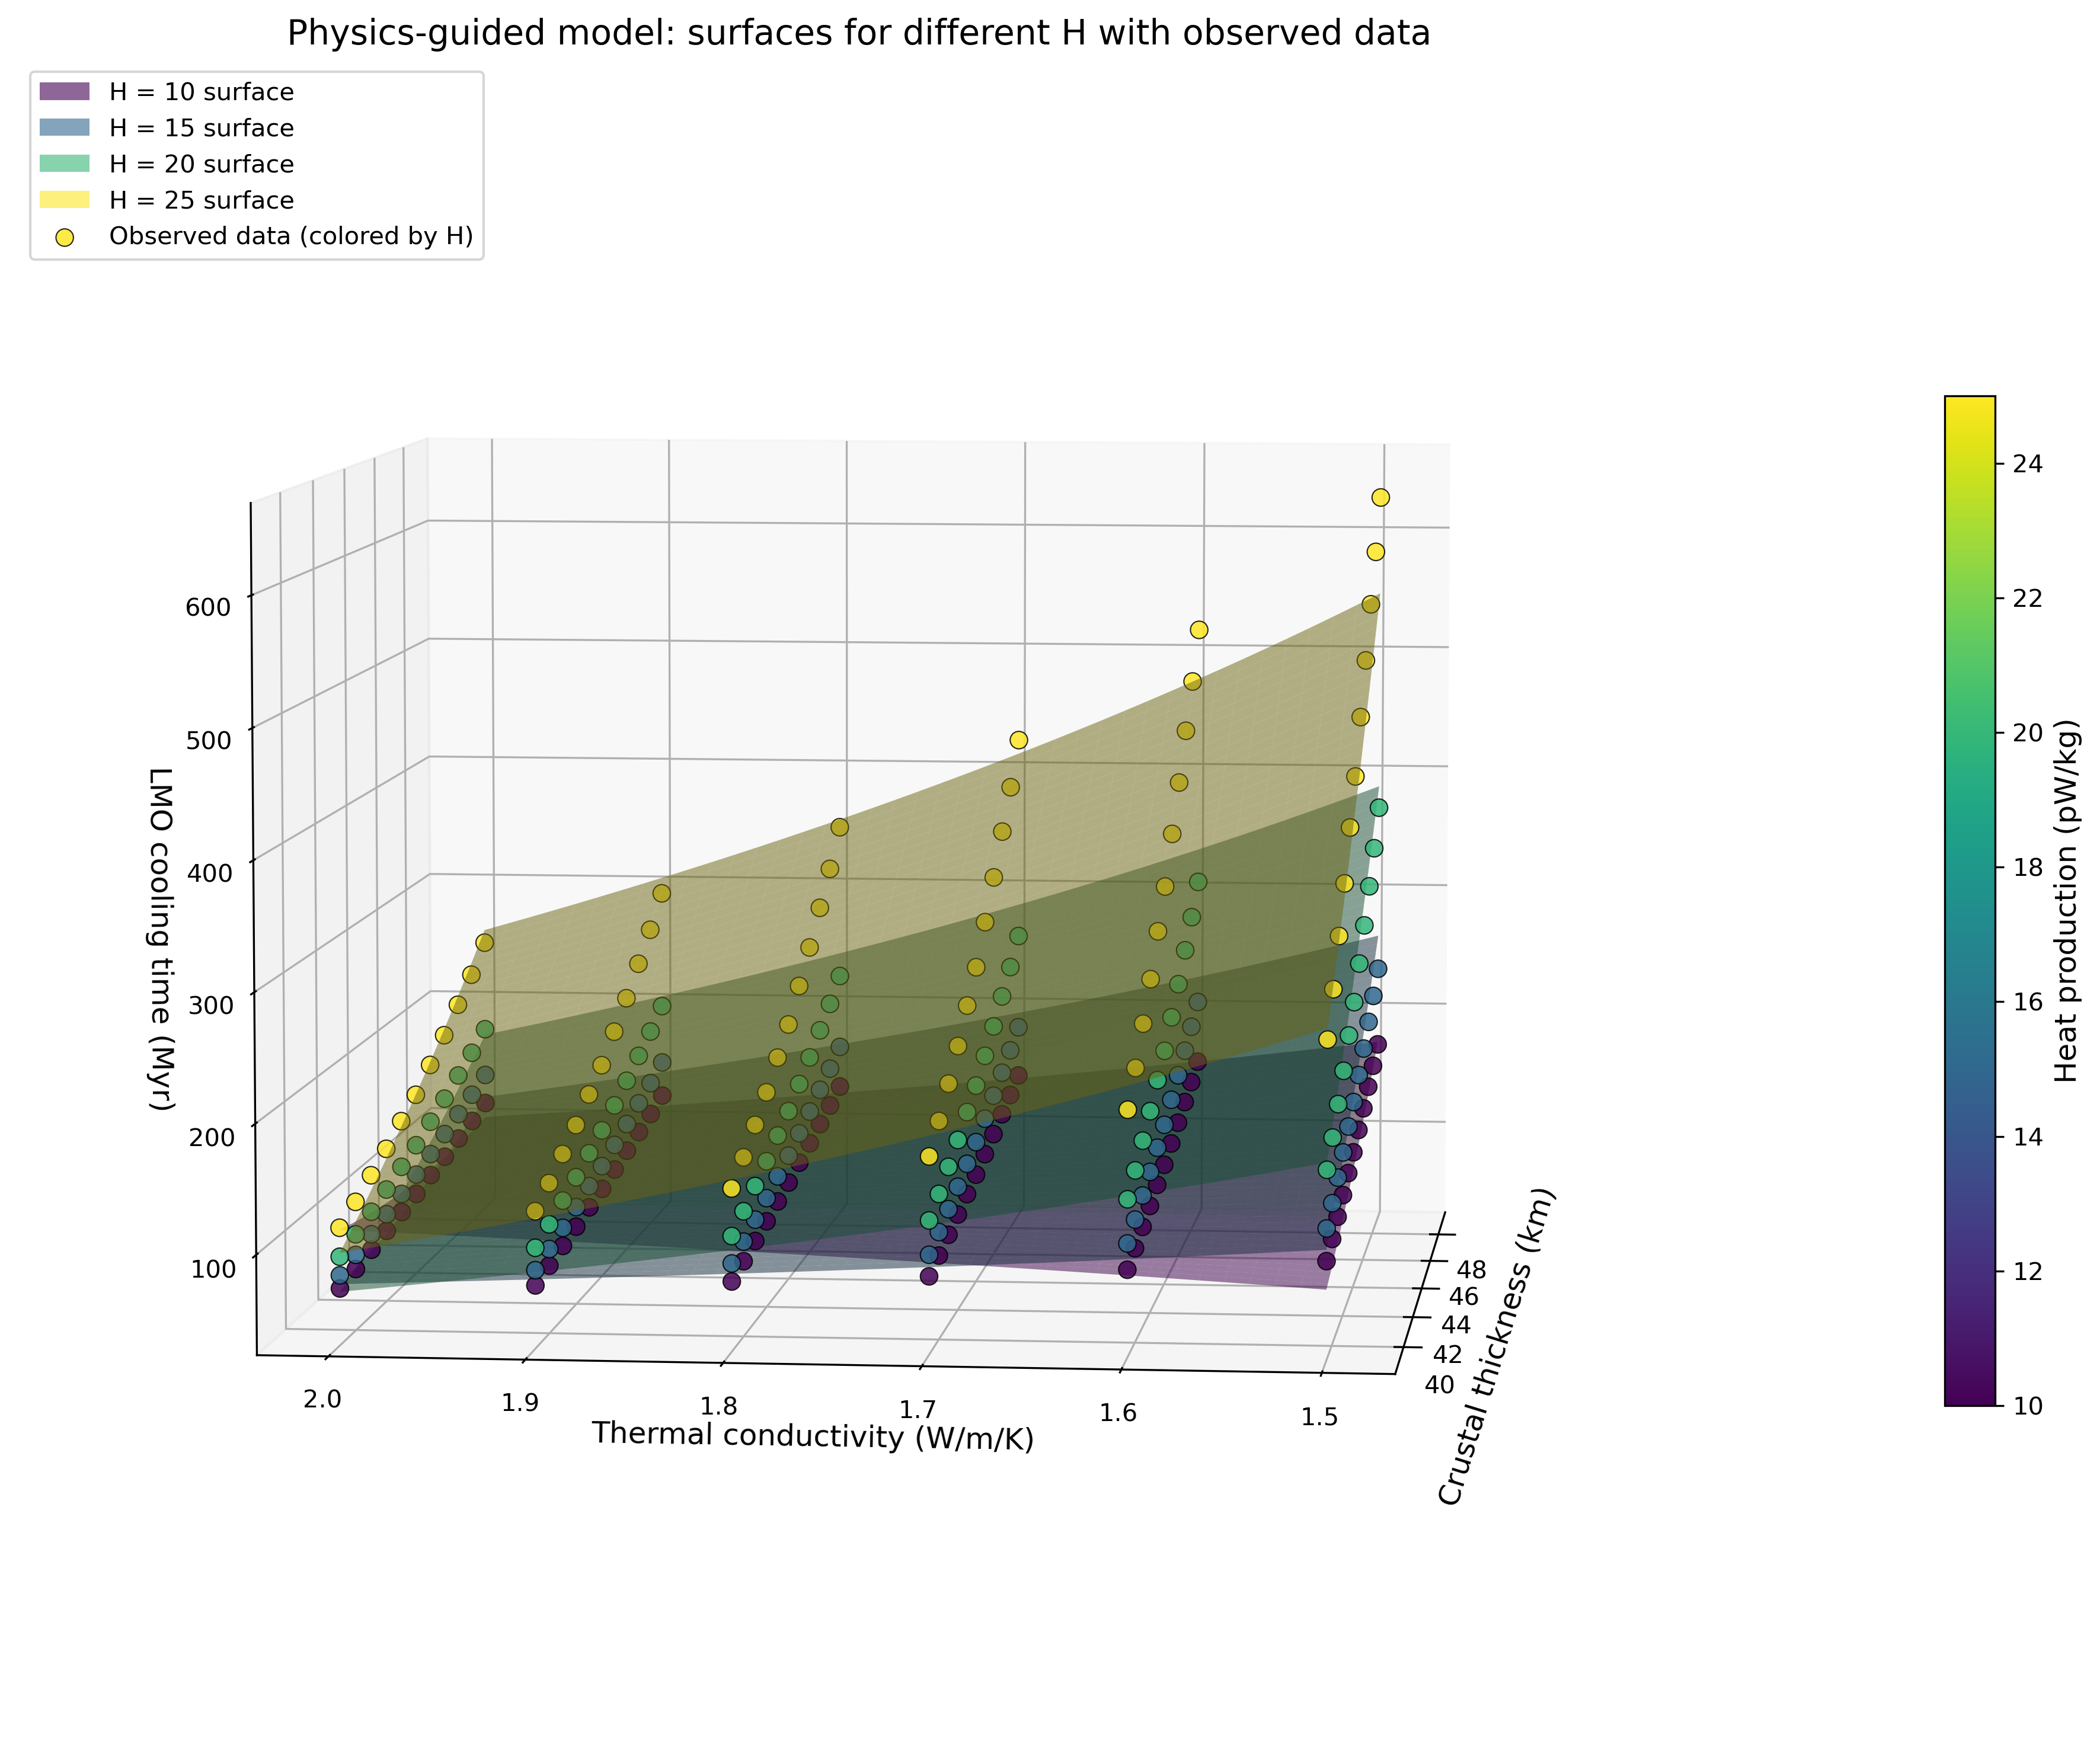 Physics-guided model: surfaces for different H with observed data
H = 10 surface
H = 15 surface
H = 20 surface
H = 25 surface
Observed data (colored by H)
600
500
400
300
200
100
LMO cooling time (Myr)
2.0
1.9
1.8
1.7
1.6
1.5
Thermal conductivity (W/m/K)
48
46
44
42
40
Crustal thickness (km)
24
22
20
18
16
14
12
10
Heat production (pW/kg)